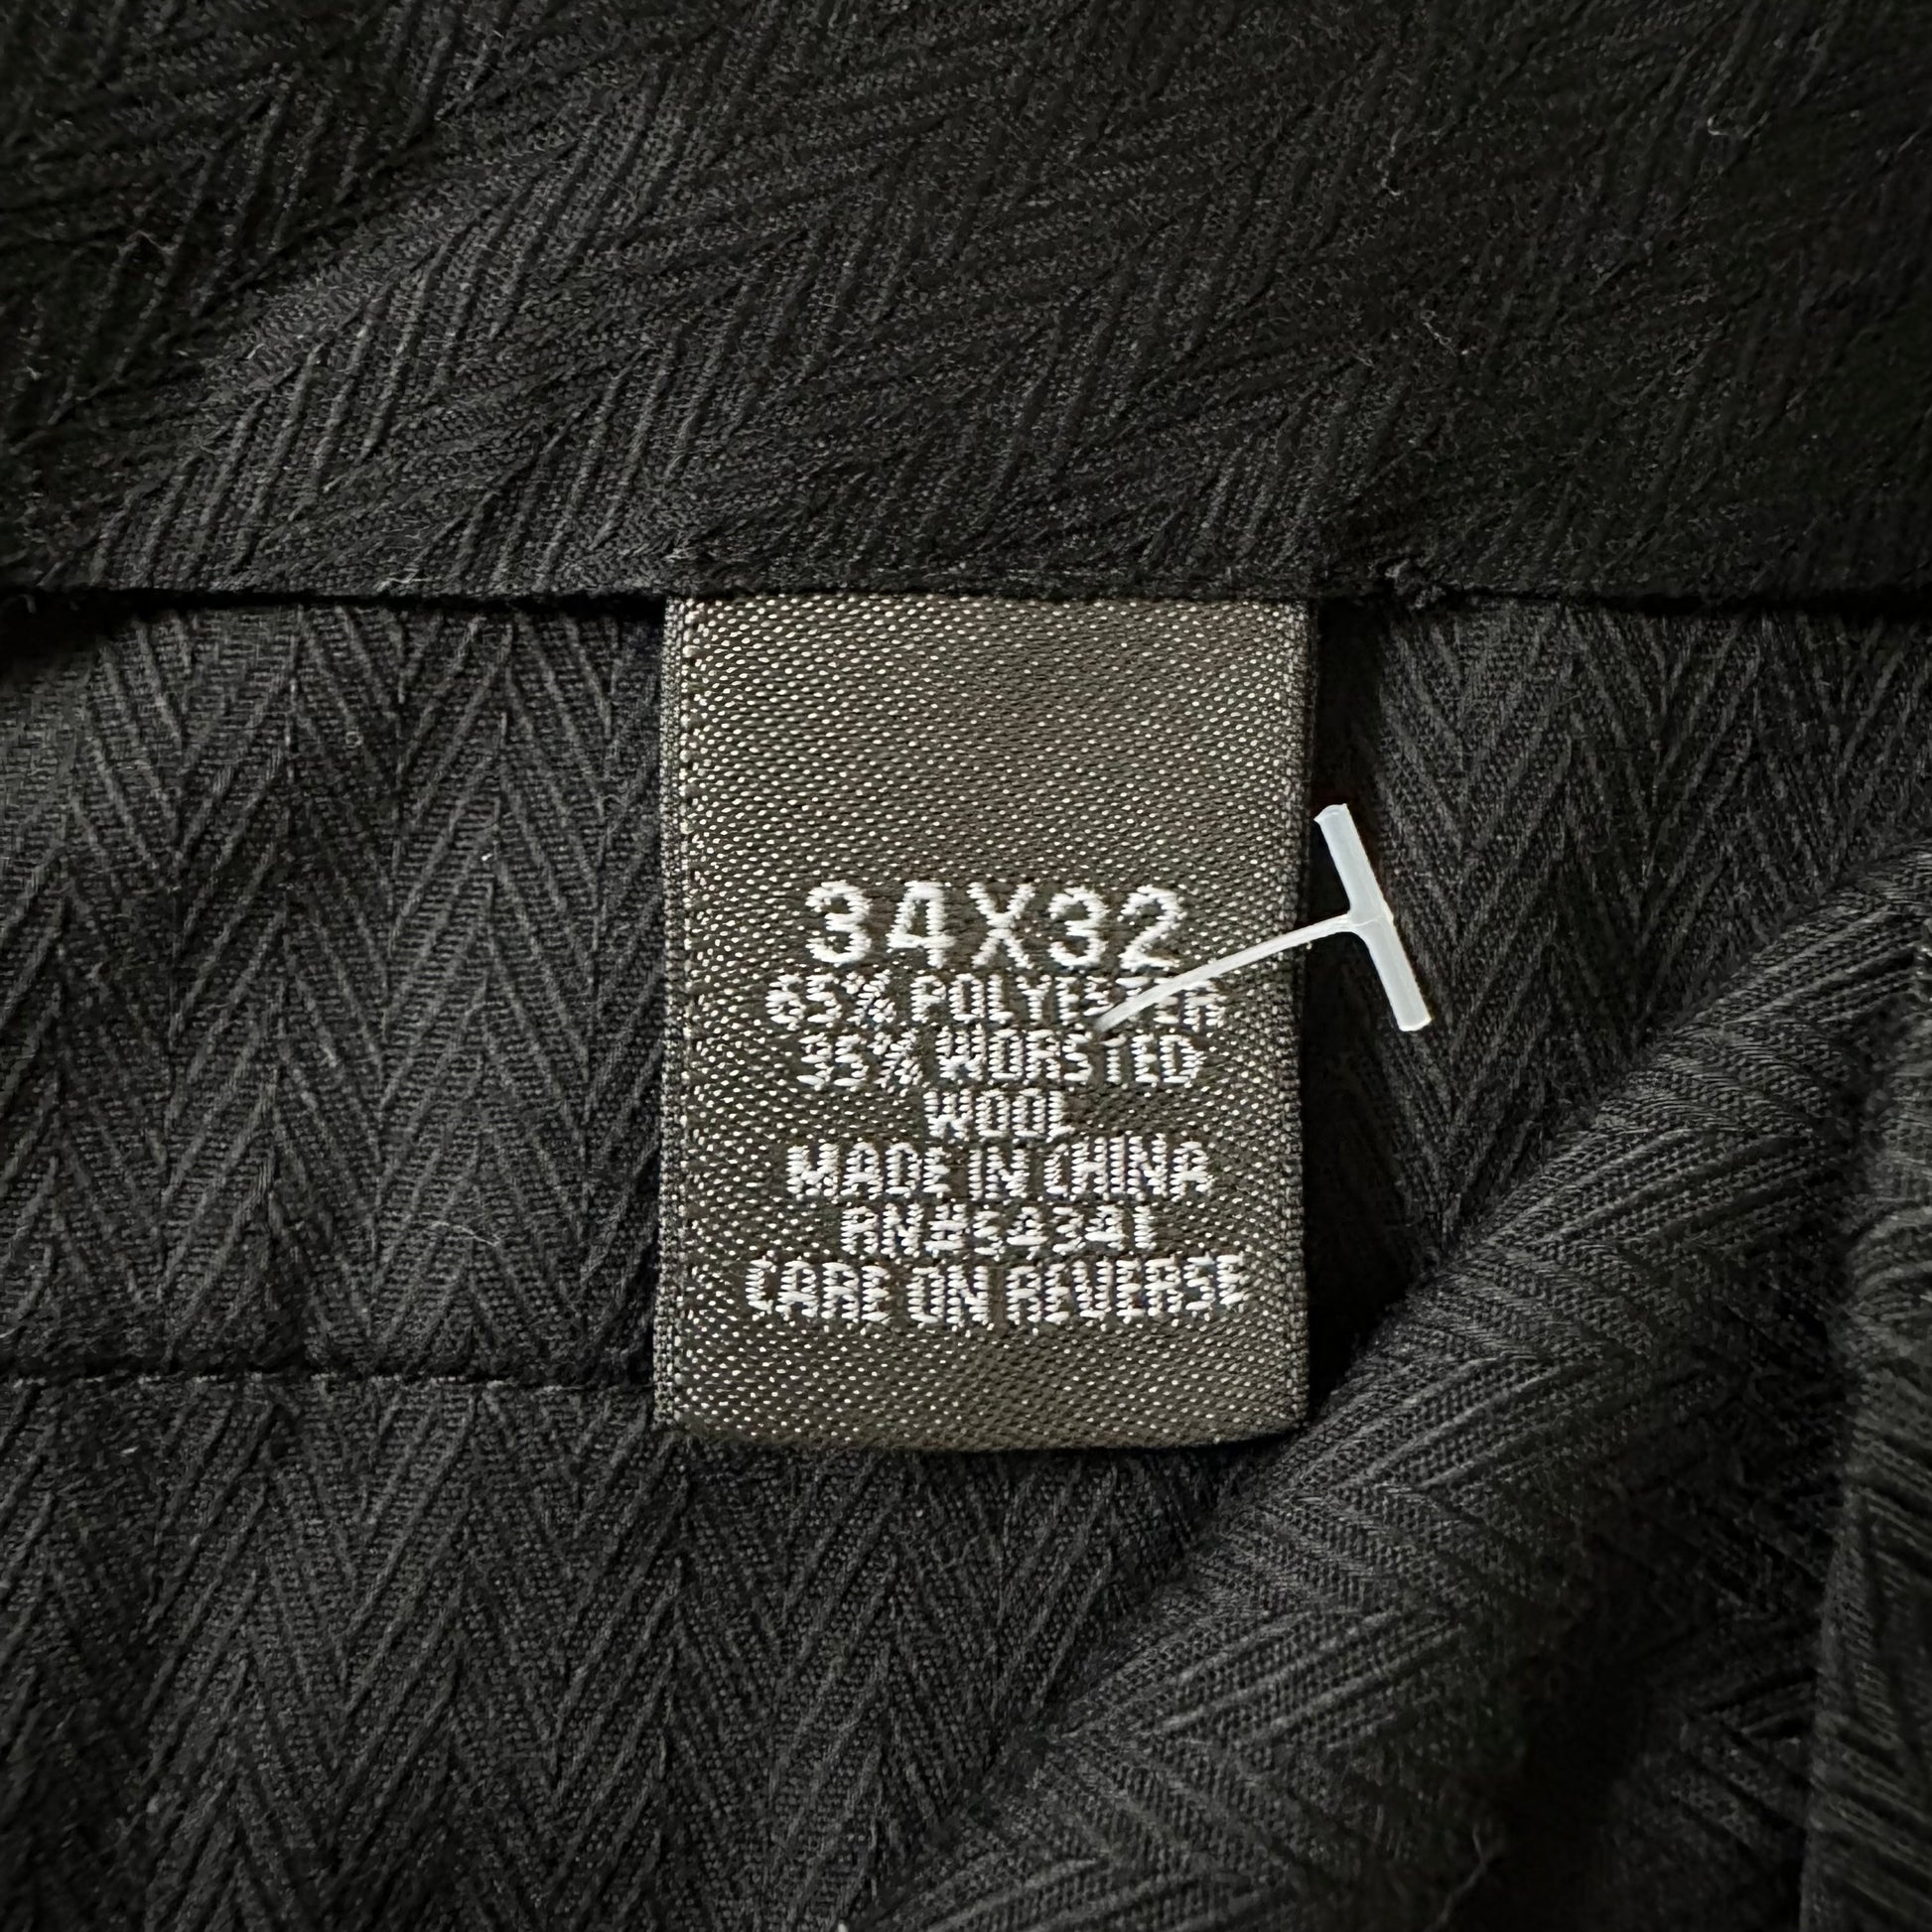 34X32
65% POLYESTER
35% WORSTED
WOOL
MADE IN CHINA
RN#54341
CARE ON REVERSE